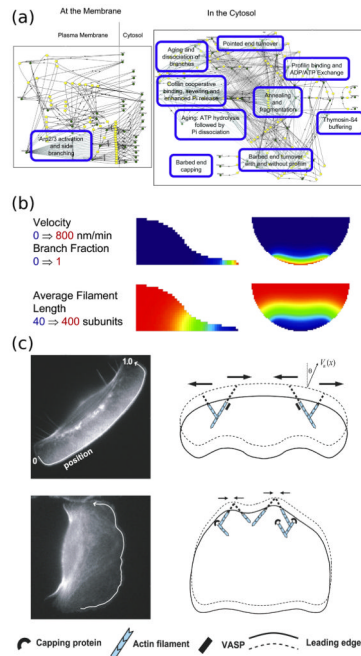 (a)
At the Membrane
In the Cytosol
Plasma Membrane
Cytosol
Aging and
dissociation of
branches
Pointed end turnover
Profilin binding and
ADP/ATP Exchange
Cofilin cooperative
binding, severing and
enhanced Pi release
Annealing
and
fragmentation
Thymosin-ß4
buffering
Aging: ATP hydrolysis
followed by
Pi dissociation
Arp2/3 activation
and side
branching
Barbed end
capping
Barbed end turnover
with and without profilin
(b)
Velocity
0 ⇒ 800 nm/min
Branch Fraction
0 ⇒ 1
Average Filament
Length
40 ⇒ 400 subunits
(c)
1.0
0
position
θ
Capping protein
Actin filament
VASP
Leading edge